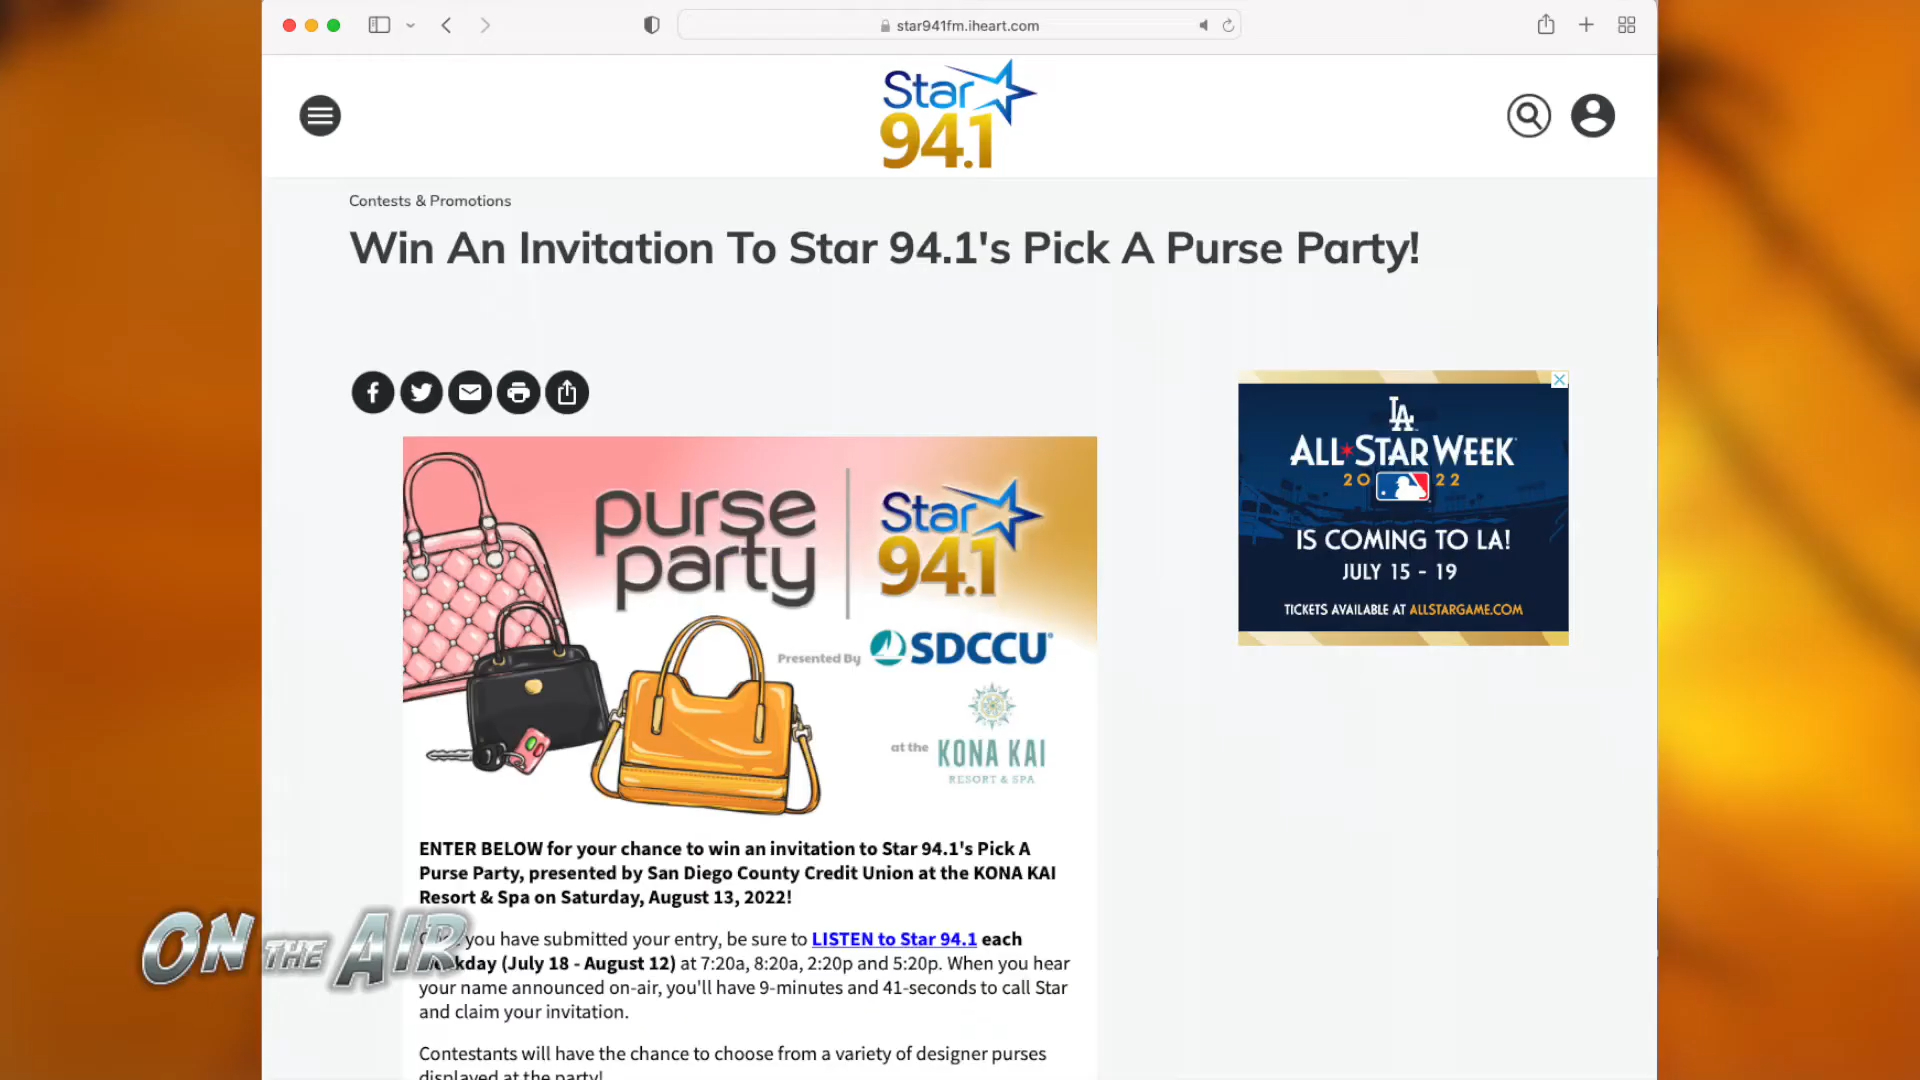 star941fm.iheart.com
Star
94.1
Contests & Promotions
Win An Invitation To Star 94.1's Pick A Purse Party!
purse
party
Star
94.1
Presented By SDCCU
at the KONA KAI
RESORT & SPA
LA
ALL STAR WEEK
20 22
IS COMING TO LA!
JULY 15 - 19
TICKETS AVAILABLE AT ALLSTARGAME.COM
ENTER BELOW for your chance to win an invitation to Star 94.1's Pick A
Purse Party, presented by San Diego County Credit Union at the KONA KAI
Resort & Spa on Saturday, August 13, 2022!
you have submitted your entry, be sure to LISTEN to Star 94.1 each
(July 18 - August 12) at 7:20a, 8:20a, 2:20p and 5:20p. When you hear
your name announced on-air, you'll have 9-minutes and 41-seconds to call Star
and claim your invitation.
Contestants will have the chance to choose from a variety of designer purses
displayed at the party!
ON THE AIR